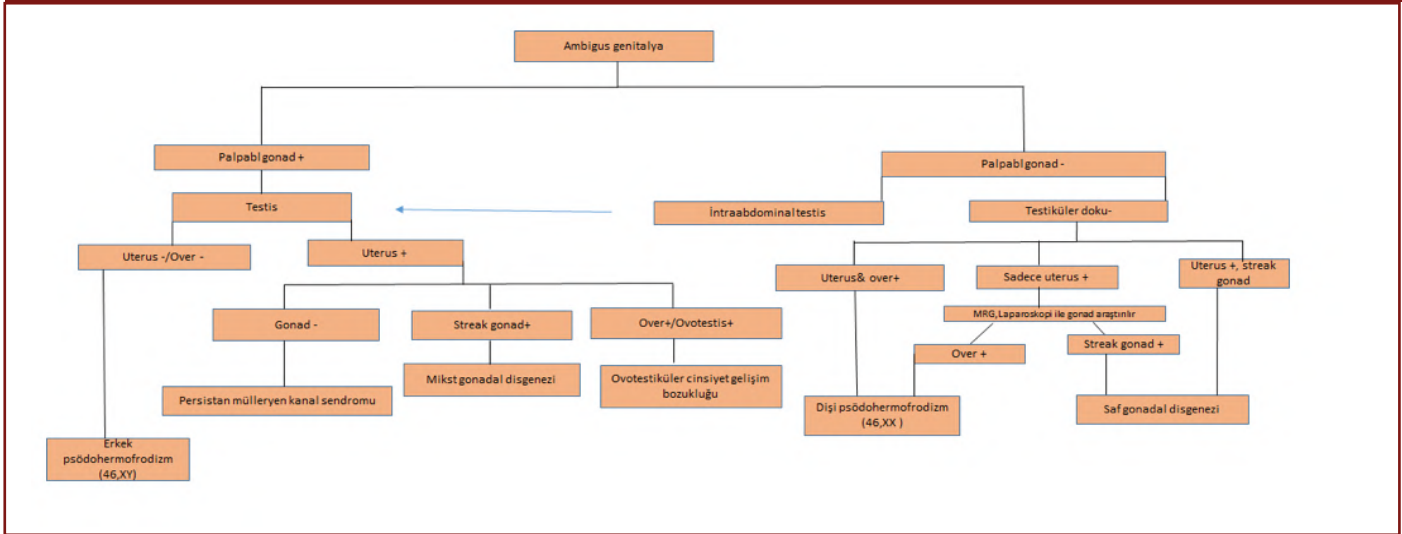 Ambigus genitalya
Palpabl gonad +
Palpabl gonad -
Testis
İntraabdominal testis
Testiküler doku-
Uterus -/Over -
Uterus +
Uterus& over+
Sadece uterus +
Uterus +, streak
gonad
Gonad -
Streak gonad+
Over+/Ovotestis+
MRG,Laparoskopi ile gonad araştırılır
Over +
Streak gonad +
Persistan mülleryen kanal sendromu
Mikst gonadal disgenezi
Ovotestiküler cinsiyet gelişim
bozukluğu
Dişi psödohermofrodizm
(46,XX )
Saf gonadal disgenezi
Erkek
psödohermofrodizm
(46,XY)